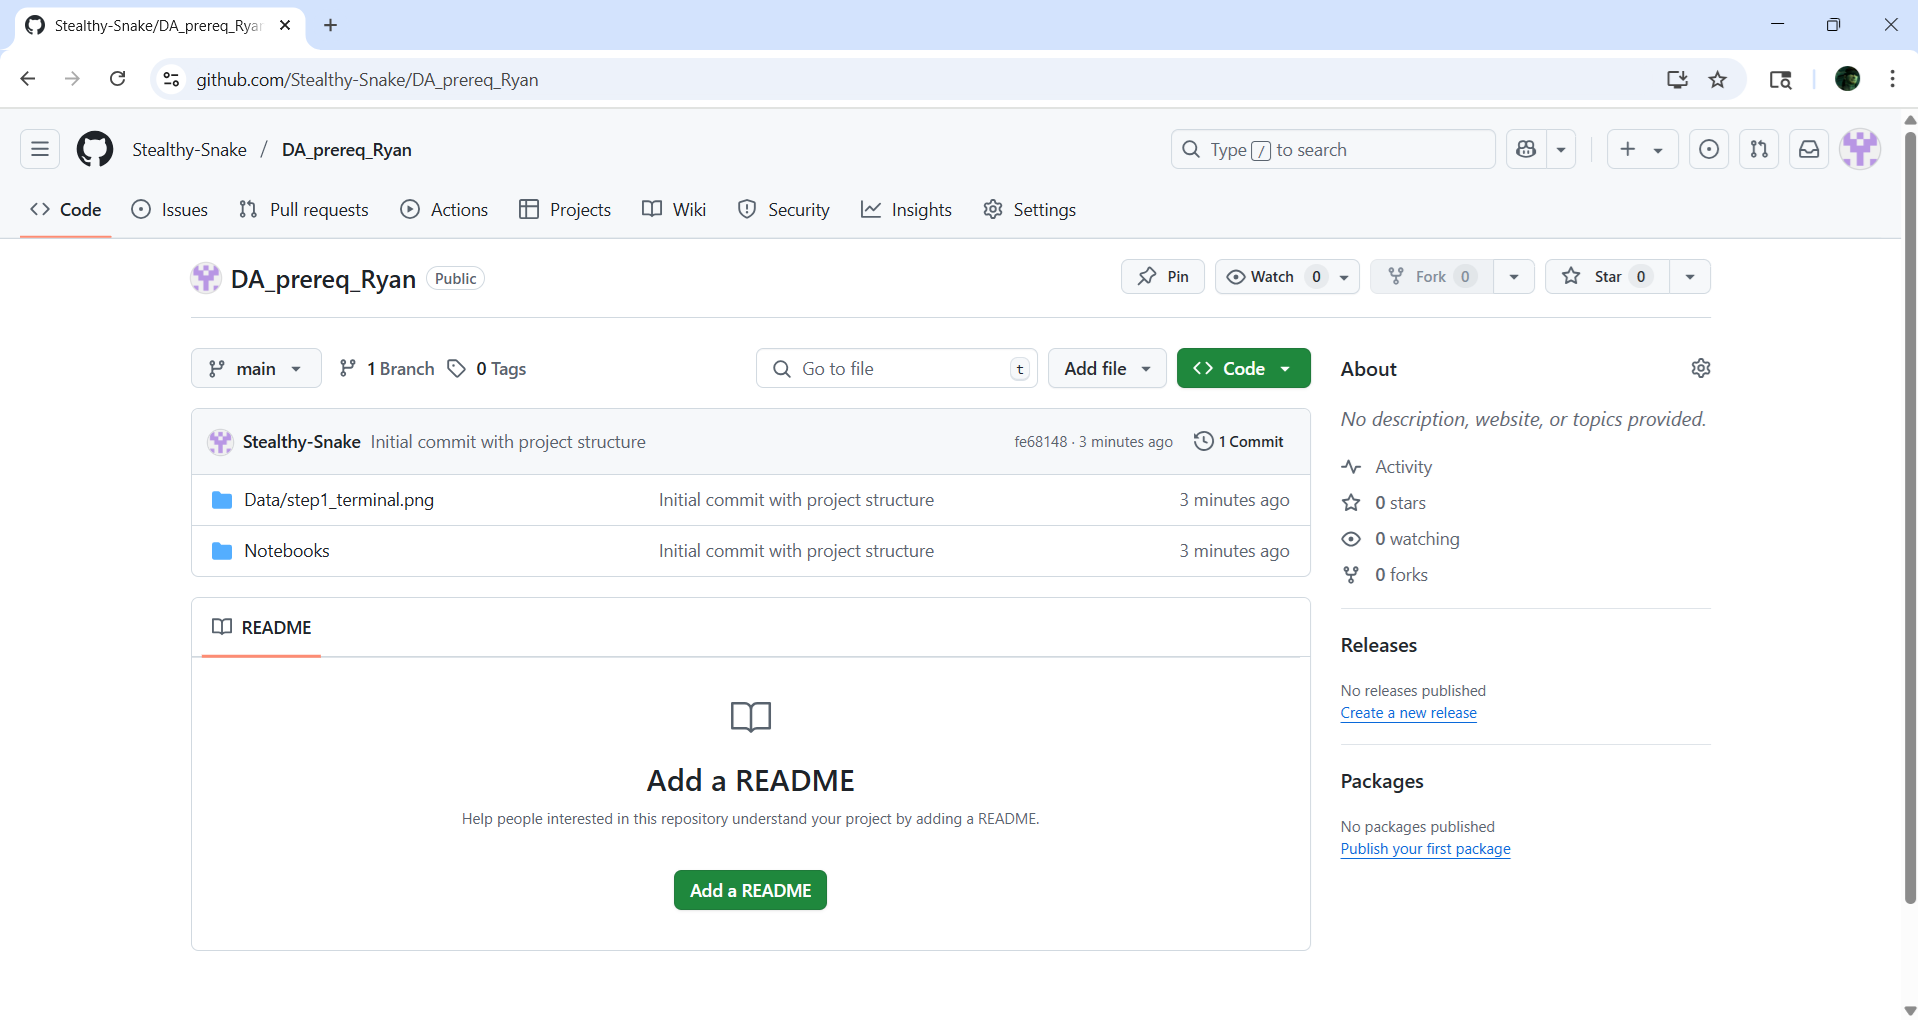 Stealthy-Snake/DA_prereq_Rya
github.com/Stealthy-Snake/DA_prereq_Ryan
Stealthy-Snake / DA_prereq_Ryan
Type / to search
Code
Issues
Pull requests
Actions
Projects
Wiki
Security
Insights
Settings
DA_prereq_Ryan Public
Pin
Watch 0
Fork 0
Star 0
main
1 Branch
0 Tags
Go to file t
Add file
Code
Stealthy-Snake Initial commit with project structure fe68148 · 3 minutes ago 1 Commit
Data/step1_terminal.png Initial commit with project structure 3 minutes ago
Notebooks Initial commit with project structure 3 minutes ago
README
Add a README
Help people interested in this repository understand your project by adding a README.
Add a README
About
No description, website, or topics provided.
Activity
0 stars
0 watching
0 forks
Releases
No releases published
Create a new release
Packages
No packages published
Publish your first package